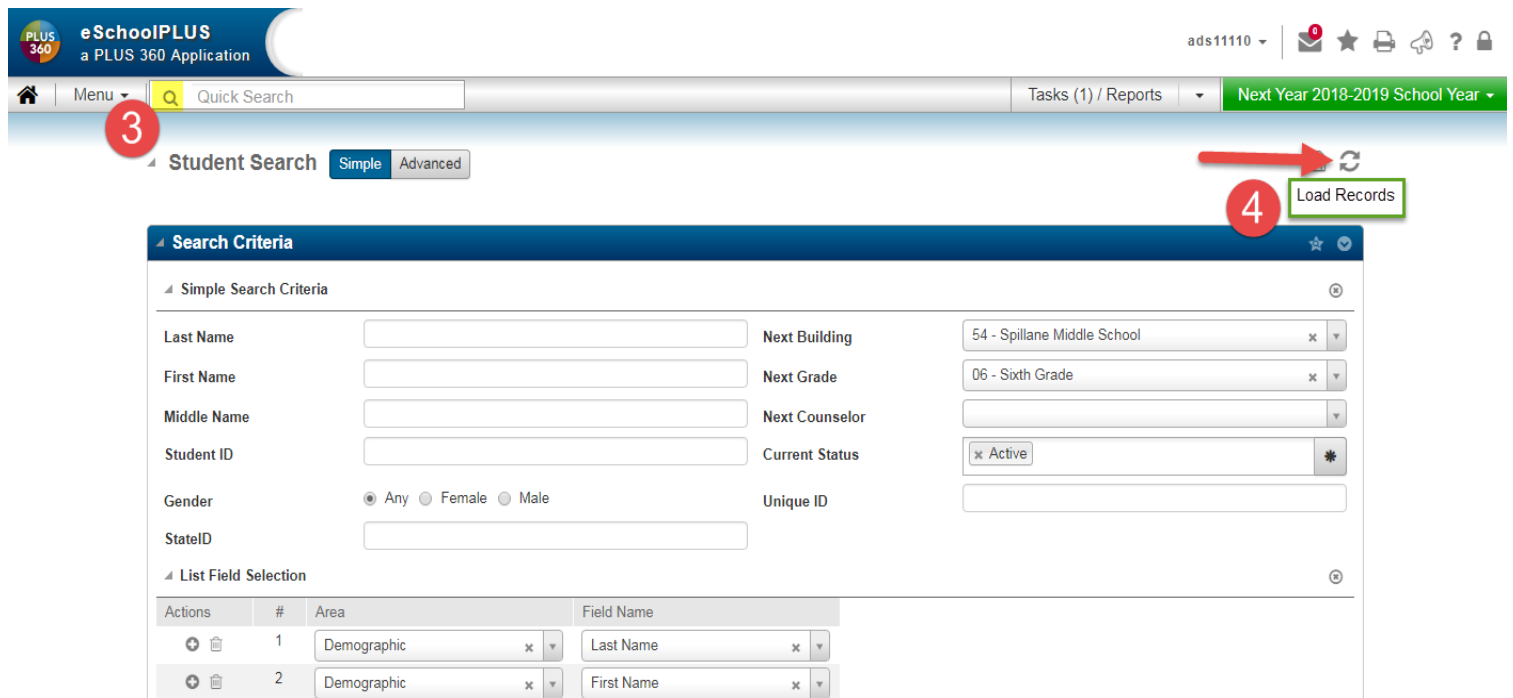 PLUS 360
eSchoolPLUS
a PLUS 360 Application
ads11110
0
?
Menu
Quick Search
Tasks (1) / Reports
Next Year 2018-2019 School Year
3
Student Search Simple Advanced
Load Records
4
Search Criteria
Simple Search Criteria
Last Name Next Building 54 - Spillane Middle School
First Name Next Grade 06 - Sixth Grade
Middle Name Next Counselor
Student ID Current Status Active
Gender Any Female Male Unique ID
StateID
List Field Selection
Actions # Area Field Name
1 Demographic Last Name
2 Demographic First Name